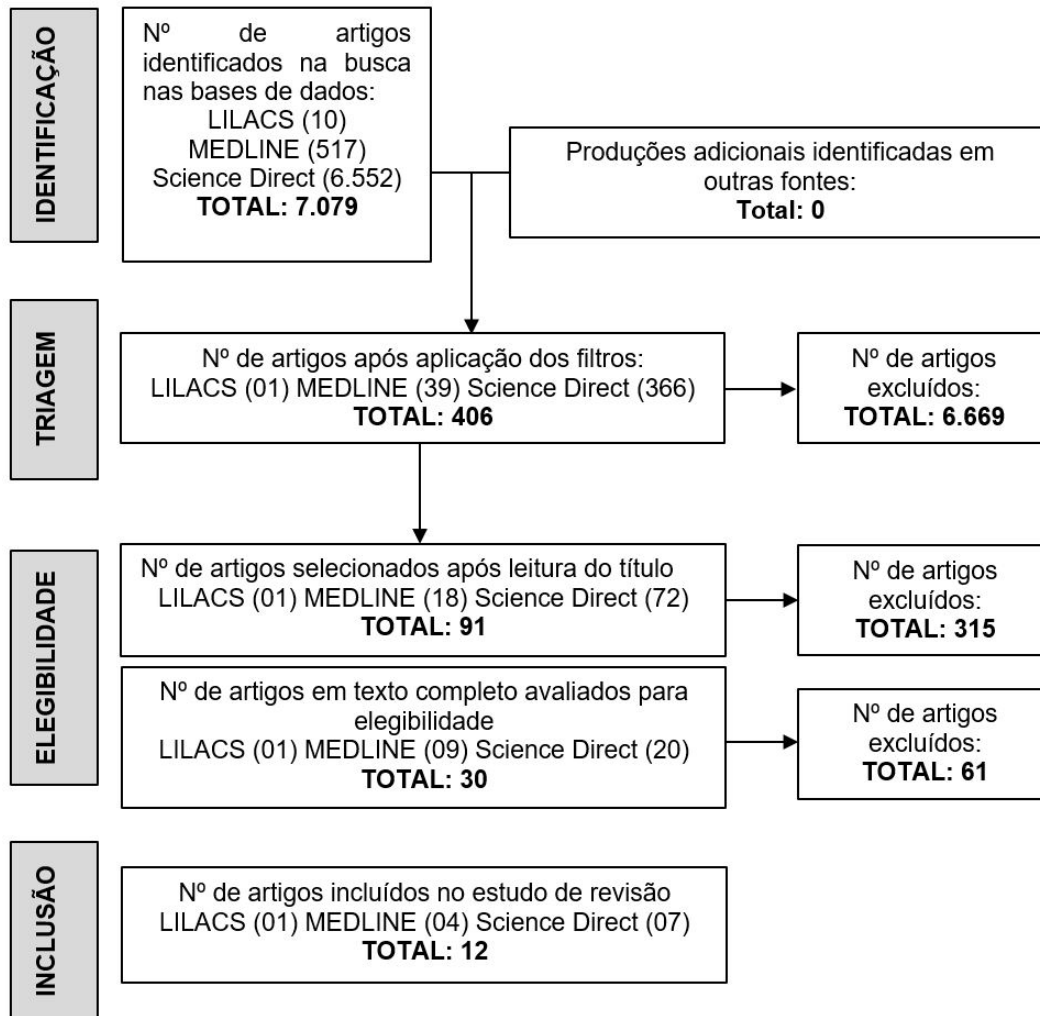 IDENTIFICAÇÃO
Nº de artigos
identificados na busca
nas bases de dados:
LILACS (10)
MEDLINE (517)
Science Direct (6.552)
TOTAL: 7.079
Produções adicionais identificadas em
outras fontes:
Total: 0
TRIAGEM
Nº de artigos após aplicação dos filtros:
LILACS (01) MEDLINE (39) Science Direct (366)
TOTAL: 406
Nº de artigos
excluídos:
TOTAL: 6.669
ELEGIBILIDADE
Nº de artigos selecionados após leitura do título
LILACS (01) MEDLINE (18) Science Direct (72)
TOTAL: 91
Nº de artigos
excluídos:
TOTAL: 315
Nº de artigos em texto completo avaliados para
elegibilidade
LILACS (01) MEDLINE (09) Science Direct (20)
TOTAL: 30
Nº de artigos
excluídos:
TOTAL: 61
INCLUSÃO
Nº de artigos incluídos no estudo de revisão
LILACS (01) MEDLINE (04) Science Direct (07)
TOTAL: 12